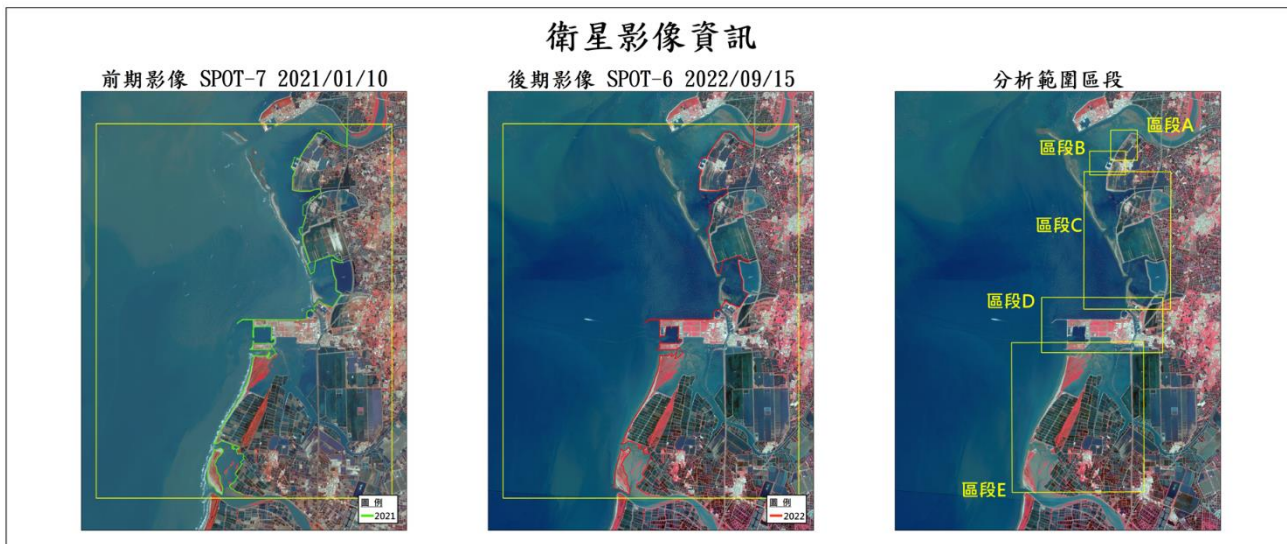 衛星影像資訊
前期影像 SPOT-7 2021/01/10
後期影像 SPOT-6 2022/09/15
分析範圍區段
區段A
區段B
區段C
區段D
區段E
圖 例
2021
圖 例
2022